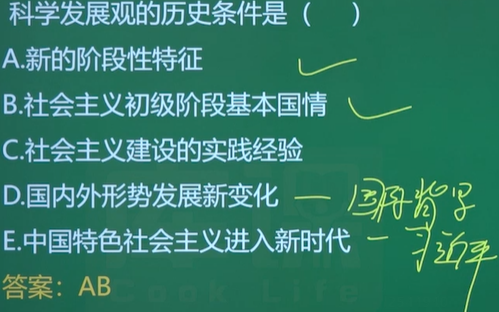 科学发展观的历史条件是（　　）
A.新的阶段性特征
B.社会主义初级阶段基本国情
C.社会主义建设的实践经验
D.国内外形势发展新变化 — 国际背景
E.中国特色社会主义进入新时代 — 习近平
答案：AB
Cook Life